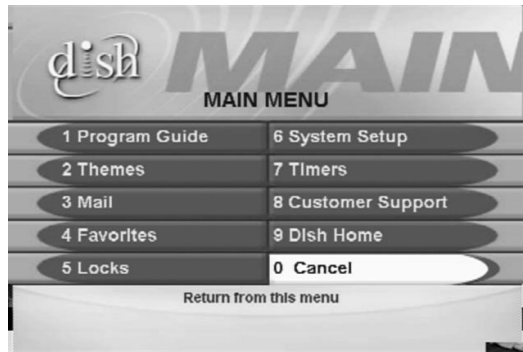 dish
MAIN
MAIN MENU
1 Program Guide
2 Themes
3 Mail
4 Favorites
5 Locks
6 System Setup
7 Timers
8 Customer Support
9 Dish Home
0 Cancel
Return from this menu